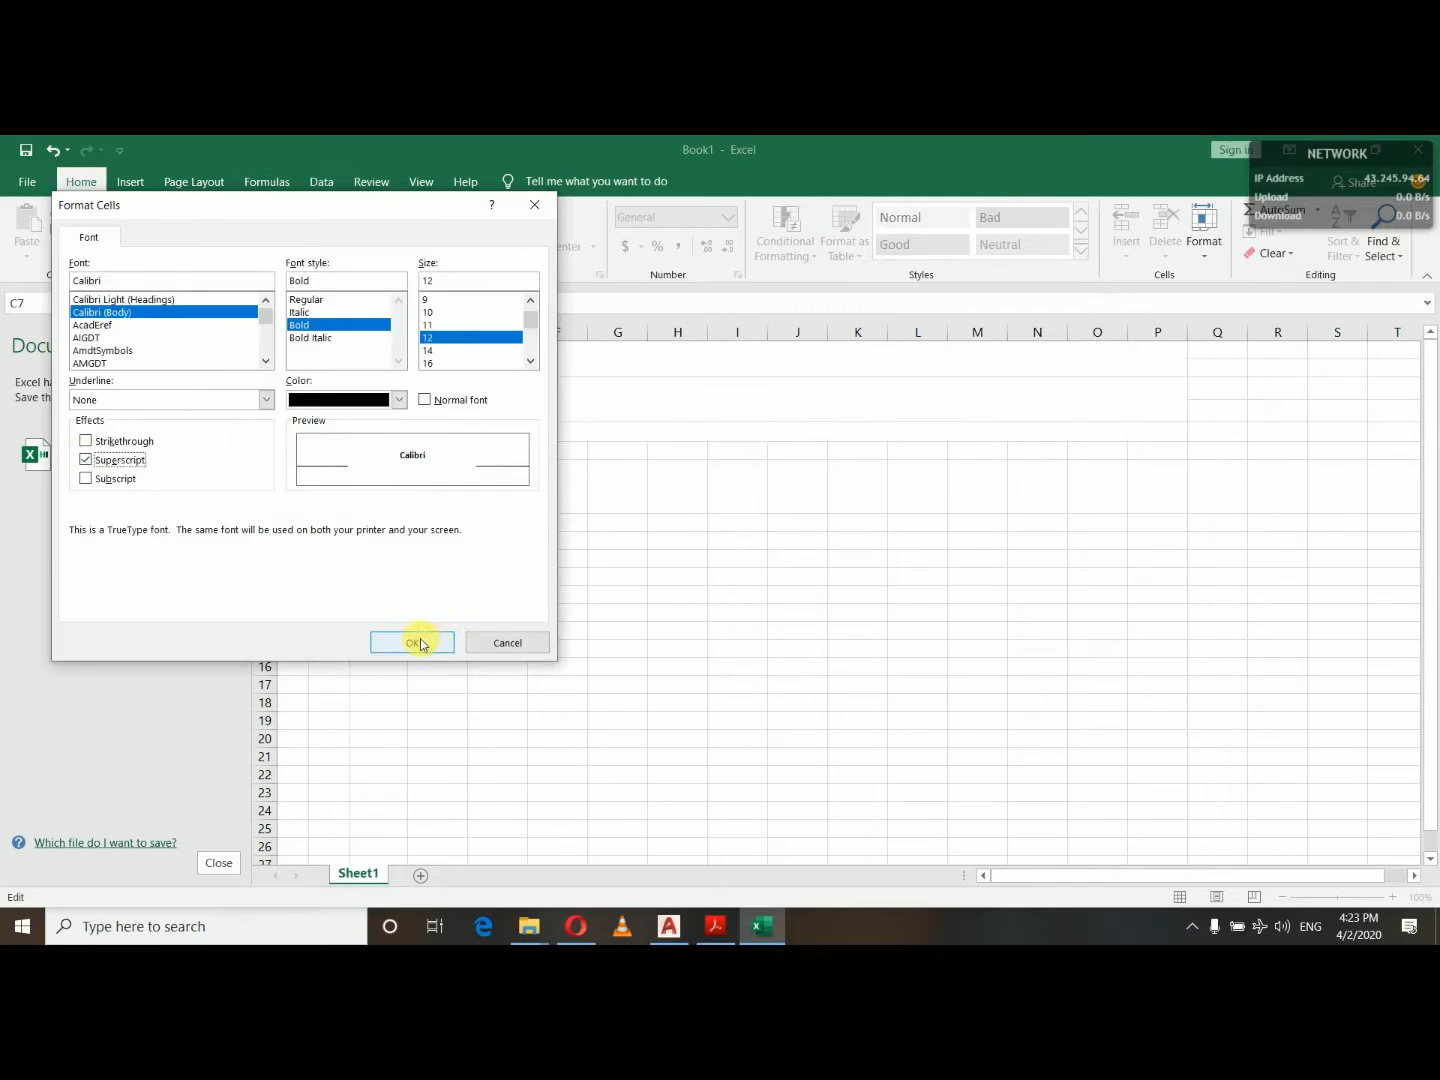 Book1 - Excel
Sign in
NETWORK
IP Address 43.245.94.64
Upload 0.0 B/s
Download 0.0 B/s
File Home Insert Page Layout Formulas Data Review View Help Tell me what you want to do
Share
Paste
General
$ % ,
Number
Conditional Formatting
Format as Table
Normal Bad
Good Neutral
Styles
Insert Delete Format
Cells
AutoSum
Fill
Clear
Sort & Filter
Find & Select
Editing
C7
Format Cells
?
Font
Font:
Calibri
Calibri Light (Headings)
Calibri (Body)
AcadEref
AIGDT
AmdtSymbols
AMGDT
Font style:
Bold
Regular
Italic
Bold
Bold Italic
Size:
12
9
10
11
12
14
16
Underline:
None
Color:
Normal font
Effects
Strikethrough
Superscript
Subscript
Preview
Calibri
This is a TrueType font. The same font will be used on both your printer and your screen.
OK
Cancel
Excel ha
Save the
G H I J K L M N O P Q R S T
16
17
18
19
20
21
22
23
24
25
26
27
Which file do I want to save?
Close
Sheet1
Edit
100%
Type here to search
ENG
4:23 PM
4/2/2020